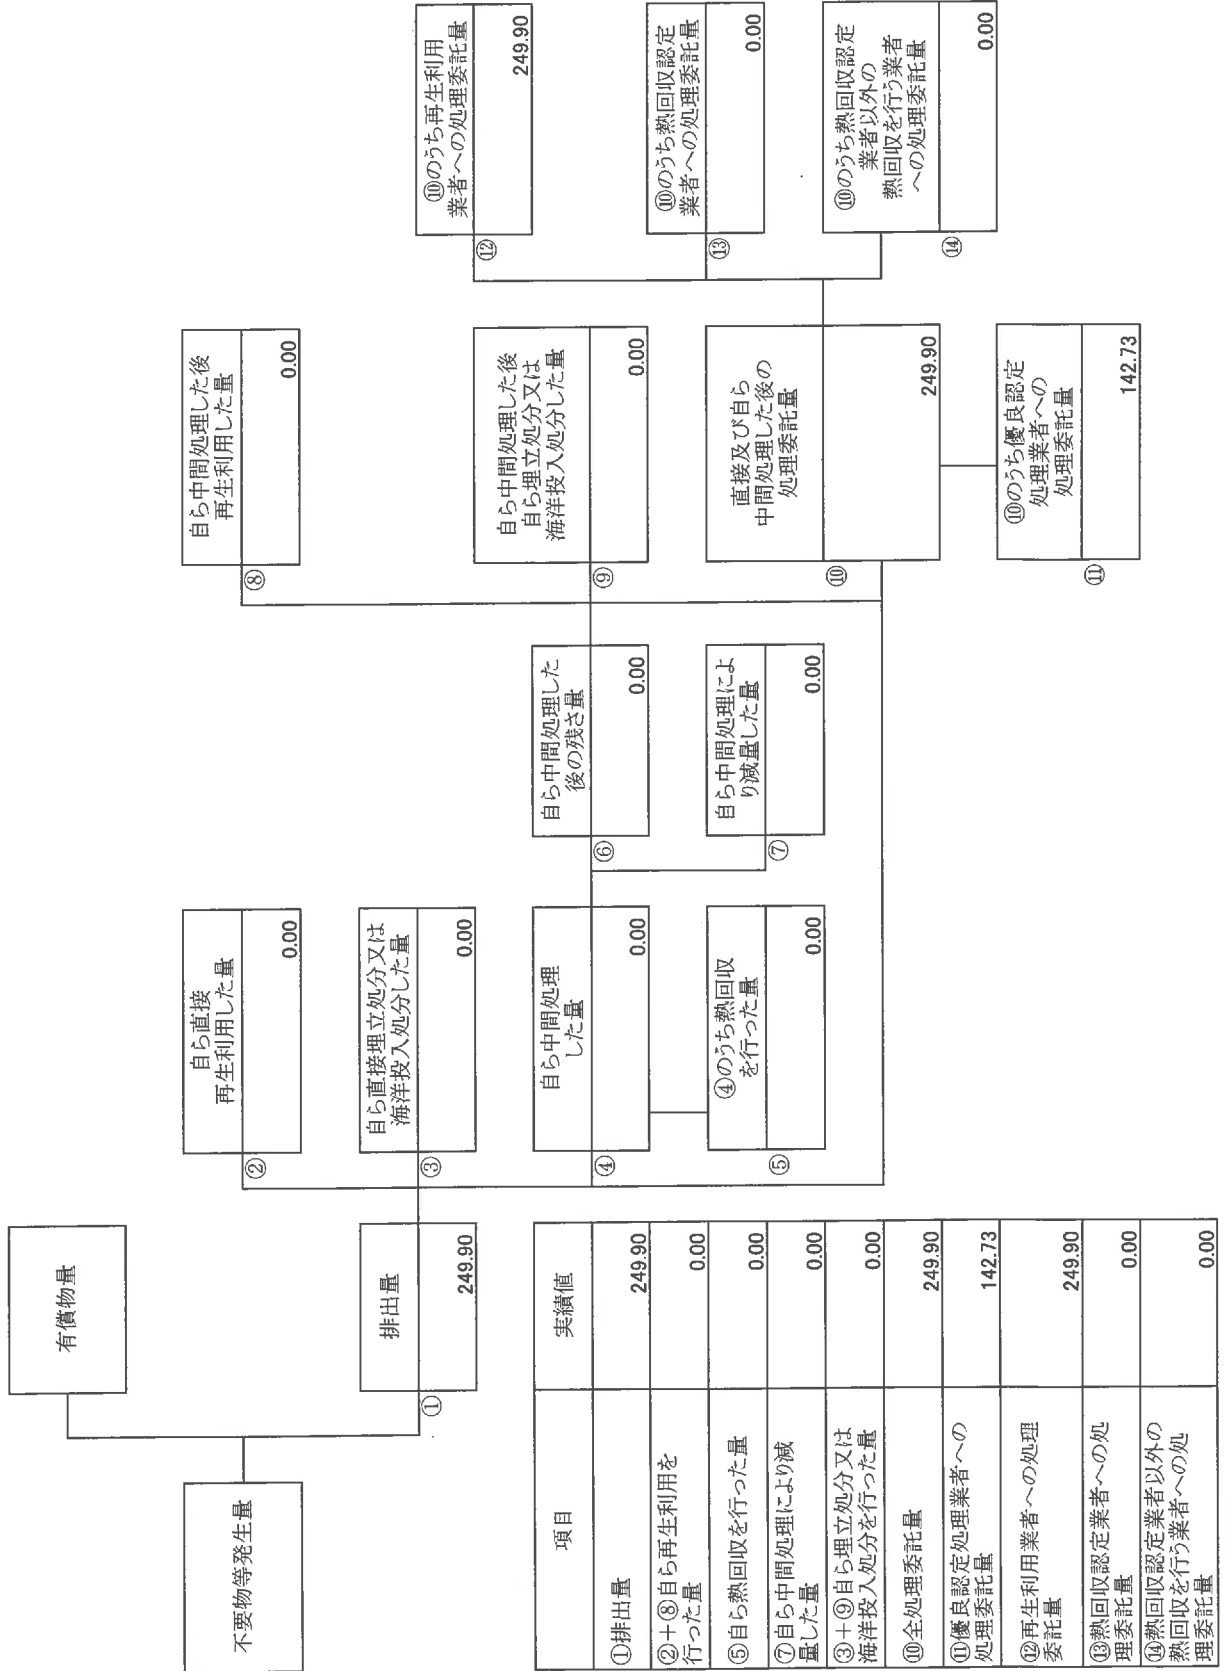 不要物等発生量
有償物量
排出量
①
249.90
自ら直接
再生利用した量
②
0.00
自ら直接埋立処分又は
海洋投入処分した量
③
0.00
自ら中間処理
した量
④
0.00
④のうち熱回収
を行った量
⑤
0.00
自ら中間処理した
後の残さ量
⑥
0.00
自ら中間処理によ
り減量した量
⑦
0.00
自ら中間処理した後
再生利用した量
⑧
0.00
自ら中間処理した後
自ら埋立処分又は
海洋投入処分した量
⑨
0.00
直接及び自ら
中間処理した後の
処理委託量
⑩
249.90
⑩のうち優良認定
処理業者への
処理委託量
⑪
142.73
⑩のうち再生利用
業者への処理委託量
⑫
249.90
⑩のうち熱回収認定
業者への処理委託量
⑬
0.00
⑩のうち熱回収認定
業者以外の
熱回収を行う業者
への処理委託量
⑭
0.00
項目 実績値
①排出量 249.90
②+⑧自ら再生利用を
行った量 0.00
⑤自ら熱回収を行った量 0.00
⑦自ら中間処理により減
量した量 0.00
③+⑨自ら埋立処分又は
海洋投入処分を行った量 0.00
⑩全処理委託量 249.90
⑪優良認定処理業者への
処理委託量 142.73
⑫再生利用業者への処理
委託量 249.90
⑬熱回収認定業者への処
理委託量 0.00
⑭熱回収認定業者以外の
熱回収を行う業者への処
理委託量 0.00